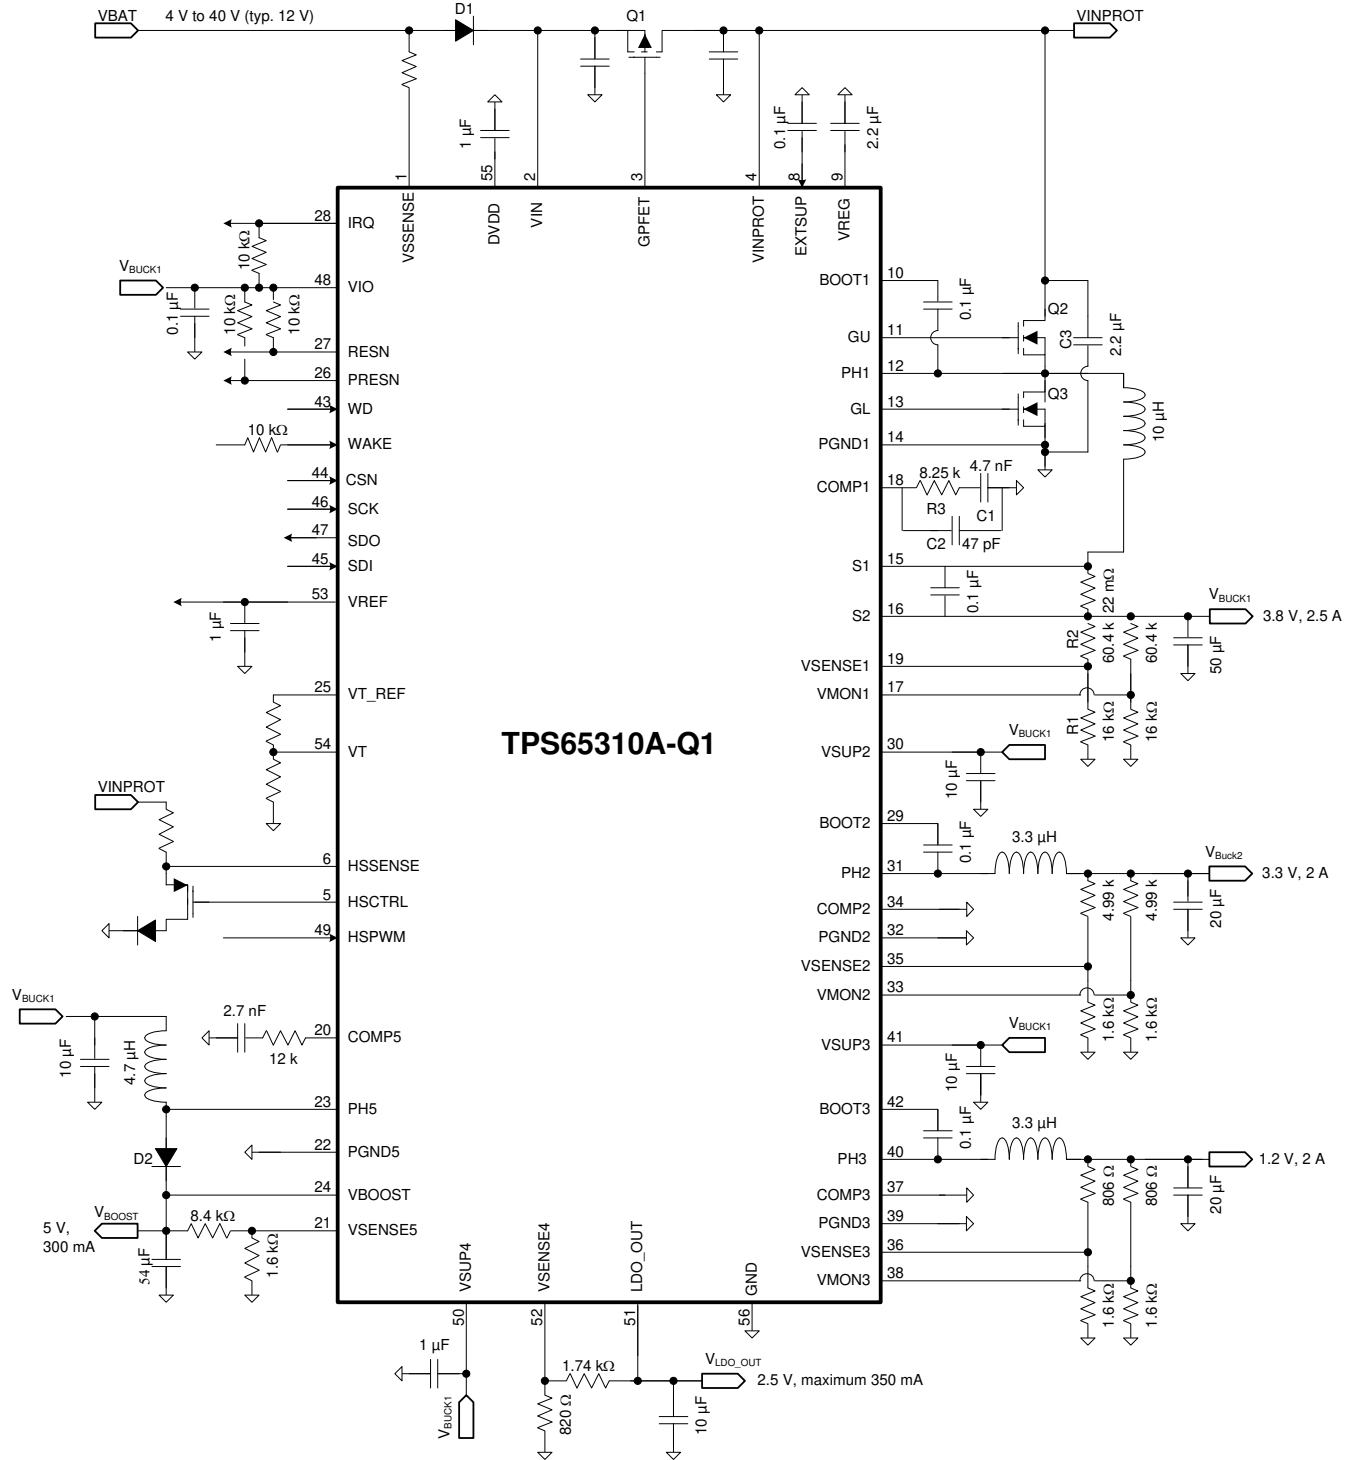 VBAT
4 V to 40 V (typ. 12 V)
D1
Q1
VINPROT
1 µF
0.1 µF
2.2 µF
1
55
2
3
4
8
9
VSSENSE
DVDD
VIN
GPFET
VINPROT
EXTSUP
VREG
28 IRQ
10 kΩ
VBUCK1
48 VIO
0.1 µF
10 kΩ
10 kΩ
27 RESN
26 PRESN
43 WD
10 kΩ
WAKE
44 CSN
46 SCK
47 SDO
45 SDI
53 VREF
1 µF
25 VT_REF
54 VT
VINPROT
6 HSSENSE
5 HSCTRL
49 HSPWM
VBUCK1
10 µF
4.7 µH
2.7 nF
12 k
20 COMP5
23 PH5
22 PGND5
D2
24 VBOOST
VBOOST
5 V,
300 mA
8.4 kΩ
21 VSENSE5
54 µF
1.6 kΩ
TPS65310A-Q1
BOOT1 10
0.1 µF
GU 11
Q2
C3
2.2 µF
PH1 12
GL 13
Q3
10 µH
PGND1 14
COMP1 18
8.25 k
4.7 nF
R3
C1
C2
47 pF
S1 15
0.1 µF
22 mΩ
S2 16
VBUCK1
3.8 V, 2.5 A
R2
60.4 k
60.4 k
50 µF
VSENSE1 19
VMON1 17
R1
16 kΩ
16 kΩ
VSUP2 30
VBUCK1
10 µF
BOOT2 29
0.1 µF
3.3 µH
PH2 31
VBuck2
3.3 V, 2 A
4.99 k
4.99 k
20 µF
COMP2 34
PGND2 32
VSENSE2 35
VMON2 33
1.6 kΩ
1.6 kΩ
VSUP3 41
VBUCK1
10 µF
BOOT3 42
0.1 µF
3.3 µH
PH3 40
1.2 V, 2 A
806 Ω
806 Ω
20 µF
COMP3 37
PGND3 39
VSENSE3 36
VMON3 38
1.6 kΩ
1.6 kΩ
VSUP4
VSENSE4
LDO_OUT
GND
50
52
51
56
1 µF
VBUCK1
1.74 kΩ
820 Ω
VLDO_OUT
2.5 V, maximum 350 mA
10 µF